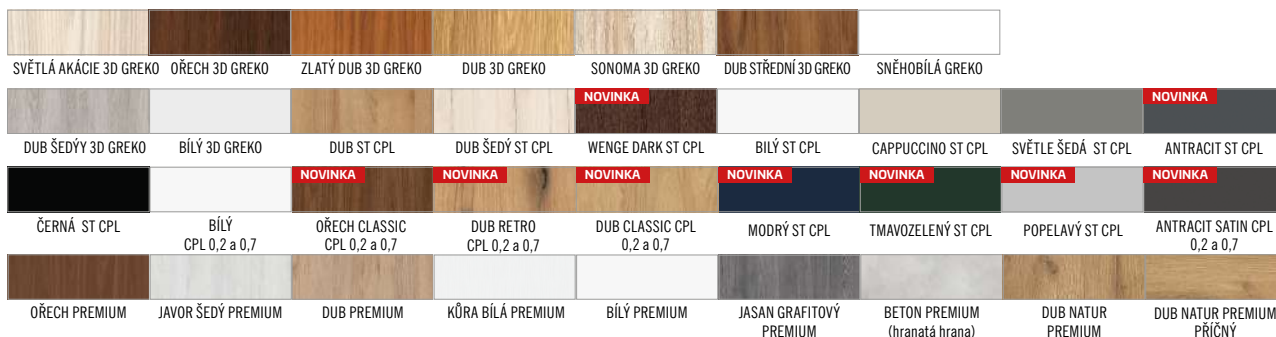 SVĚTLÁ AKÁCIE 3D GREKO OŘECH 3D GREKO ZLATÝ DUB 3D GREKO DUB 3D GREKO SONOMA 3D GREKO DUB STŘEDNÍ 3D GREKO SNĚHOBÍLÁ GREKO
NOVINKA NOVINKA
DUB ŠEDÝY 3D GREKO BÍLÝ 3D GREKO DUB ST CPL DUB ŠEDÝ ST CPL WENGE DARK ST CPL BILÝ ST CPL CAPPUCCINO ST CPL SVĚTLE ŠEDÁ ST CPL ANTRACIT ST CPL
NOVINKA NOVINKA NOVINKA NOVINKA NOVINKA NOVINKA NOVINKA
ČERNÁ ST CPL BÍLÝ OŘECH CLASSIC DUB RETRO DUB CLASSIC CPL MODRÝ ST CPL TMAVOZELENÝ ST CPL POPELAVÝ ST CPL ANTRACIT SATIN CPL
CPL 0,2 a 0,7 CPL 0,2 a 0,7 CPL 0,2 a 0,7 0,2 a 0,7 0,2 a 0,7
OŘECH PREMIUM JAVOR ŠEDÝ PREMIUM DUB PREMIUM KŮRA BÍLÁ PREMIUM BÍLÝ PREMIUM JASAN GRAFITOVÝ BETON PREMIUM DUB NATUR DUB NATUR PREMIUM
PREMIUM (hranatá hrana) PREMIUM PŘÍČNÝ